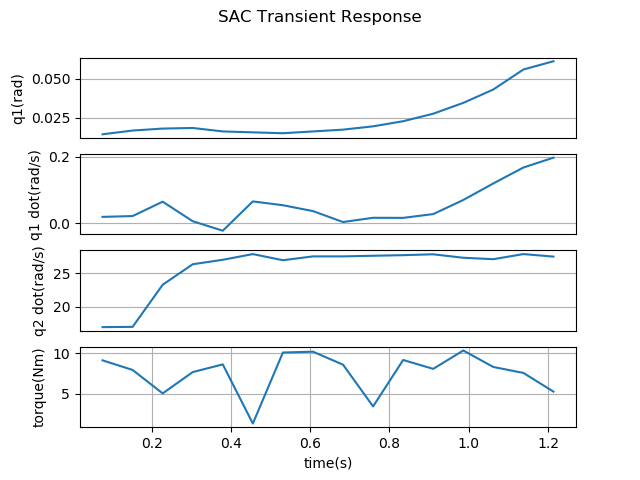 SAC Transient Response
q1(rad)
0.050
0.025
q1 dot(rad/s)
0.2
0.0
q2 dot(rad/s)
25
20
torque(Nm)
10
5
0.2 0.4 0.6 0.8 1.0 1.2
time(s)